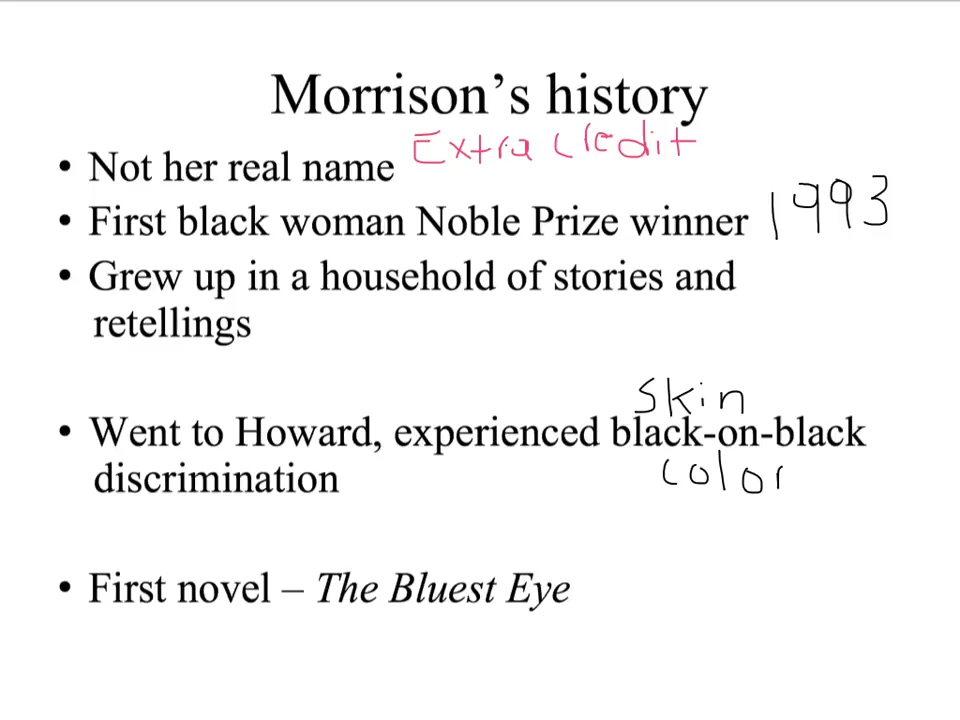 Morrison’s history
• Not her real name Extra Credit
• First black woman Noble Prize winner 1993
• Grew up in a household of stories and
retellings
skin
• Went to Howard, experienced black-on-black
discrimination color
• First novel – The Bluest Eye